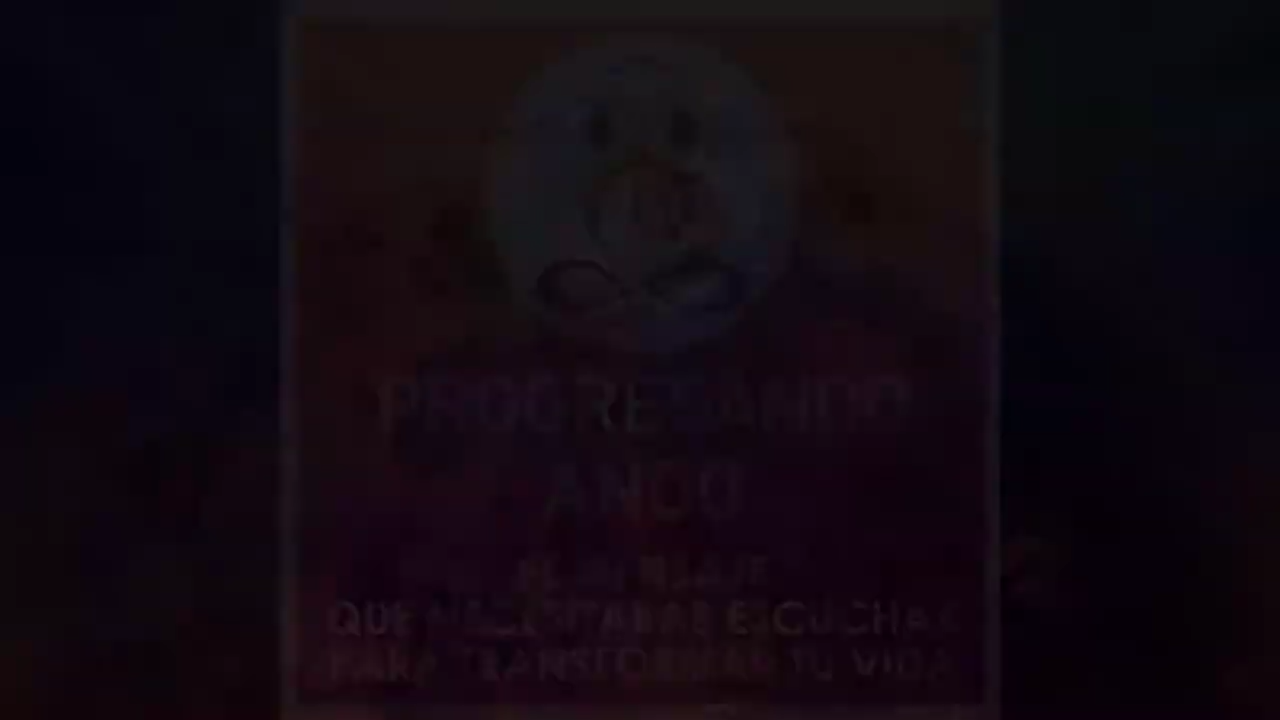 PROGRESANDO
ANDO
EL MENSAJE
QUE NECESITABAS ESCUCHAR
PARA TRANSFORMAR TU VIDA